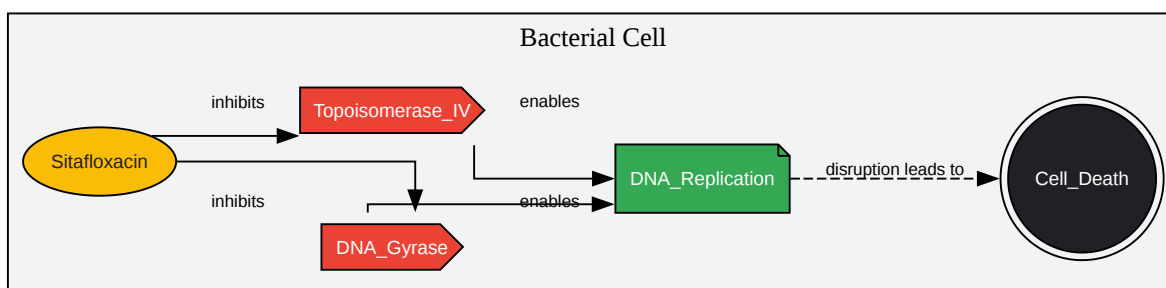 Bacterial Cell
inhibits
Topoisomerase_IV
enables
Sitafloxacin
DNA_Replication
disruption leads to
Cell_Death
inhibits
enables
DNA_Gyrase